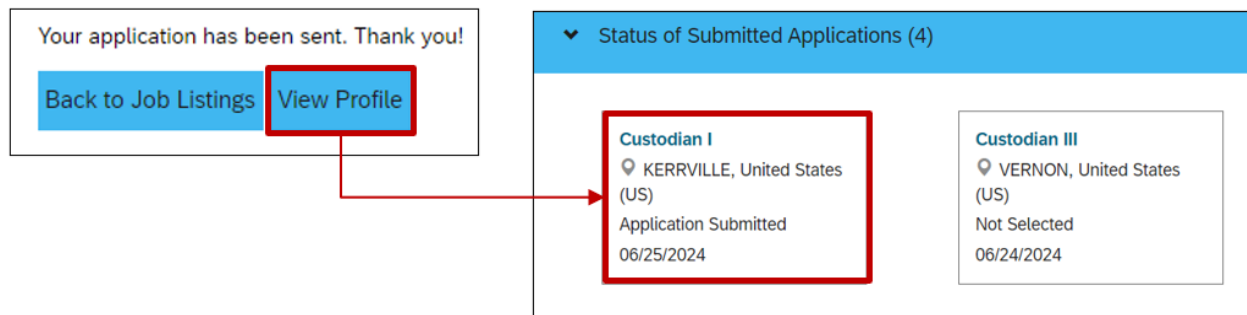 Your application has been sent. Thank you!
Back to Job Listings View Profile
Status of Submitted Applications (4)
Custodian I
KERRVILLE, United States
(US)
Application Submitted
06/25/2024
Custodian III
VERNON, United States
(US)
Not Selected
06/24/2024